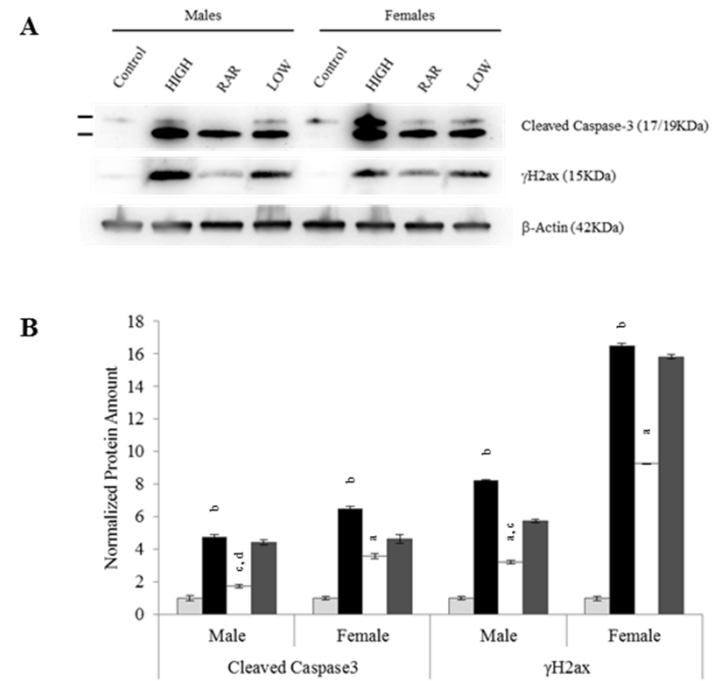 A
Males Females
Control HIGH RAR LOW Control HIGH RAR LOW
Cleaved Caspase-3 (17/19KDa)
γH2ax (15KDa)
β-Actin (42KDa)
B
Normalized Protein Amount
18
16
14
12
10
8
6
4
2
0
b
c, d
b
a
b
a, c
b
a
Male Female Male Female
Cleaved Caspase3 γH2ax